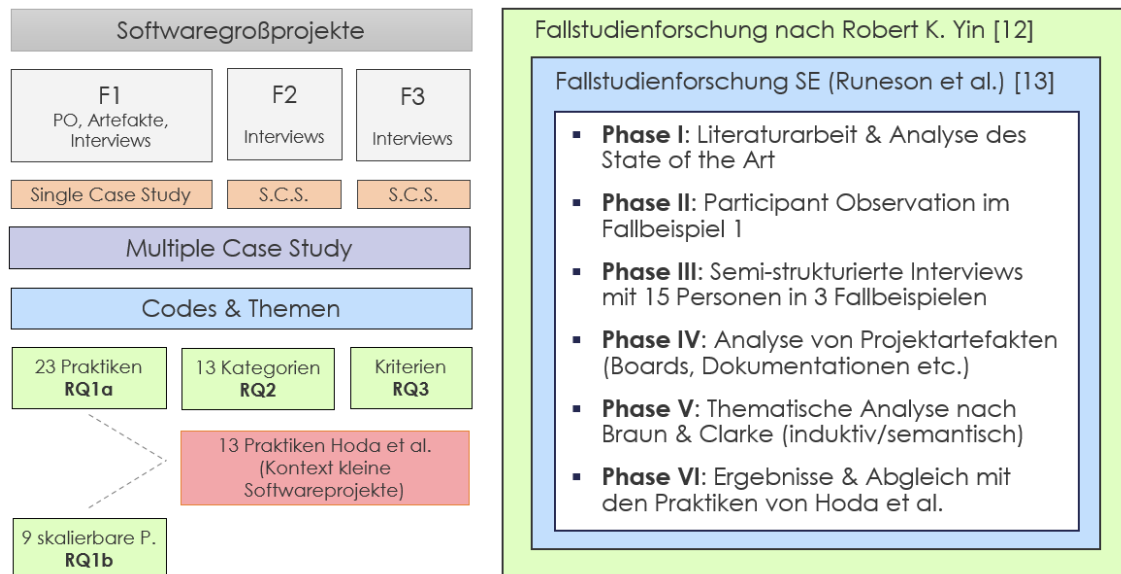 Softwaregroßprojekte
F1
PO, Artefakte,
Interviews
F2
Interviews
F3
Interviews
Single Case Study
S.C.S.
S.C.S.
Multiple Case Study
Codes & Themen
23 Praktiken
RQ1a
13 Kategorien
RQ2
Kriterien
RQ3
13 Praktiken Hoda et al.
(Kontext kleine
Softwareprojekte)
9 skalierbare P.
RQ1b
Fallstudienforschung nach Robert K. Yin [12]
Fallstudienforschung SE (Runeson et al.) [13]
▪ Phase I: Literaturarbeit & Analyse des
State of the Art
▪ Phase II: Participant Observation im
Fallbeispiel 1
▪ Phase III: Semi-strukturierte Interviews
mit 15 Personen in 3 Fallbeispielen
▪ Phase IV: Analyse von Projektartefakten
(Boards, Dokumentationen etc.)
▪ Phase V: Thematische Analyse nach
Braun & Clarke (induktiv/semantisch)
▪ Phase VI: Ergebnisse & Abgleich mit
den Praktiken von Hoda et al.